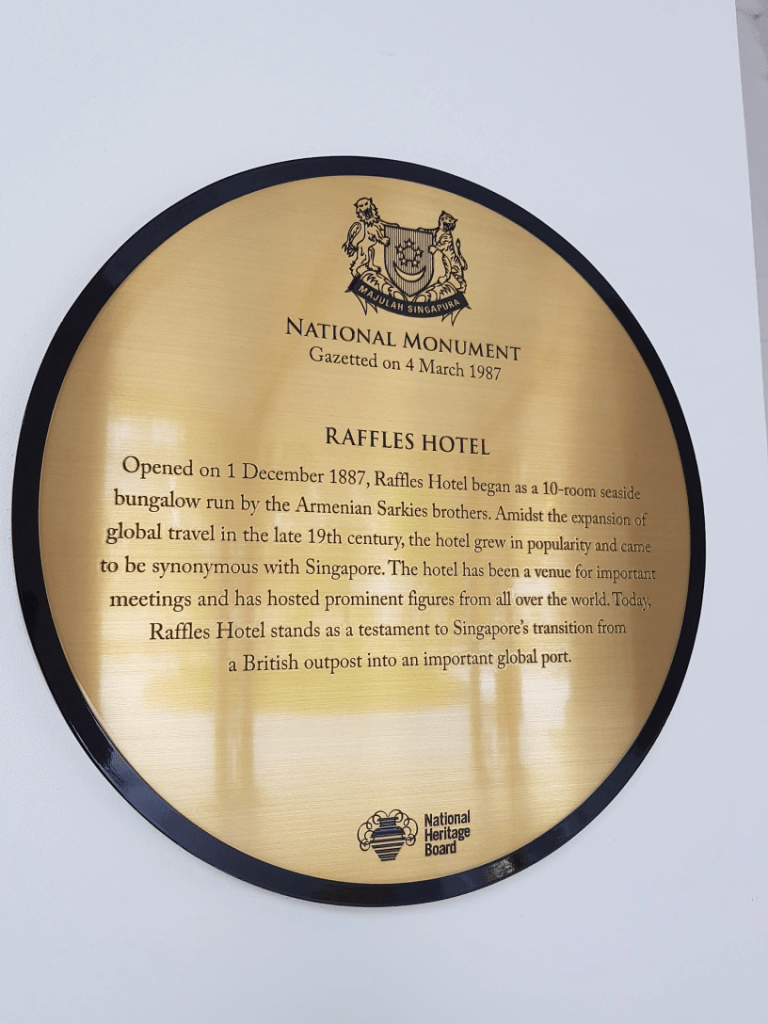 MAJULAH SINGAPURA
NATIONAL MONUMENT
Gazetted on 4 March 1987
RAFFLES HOTEL
Opened on 1 December 1887, Raffles Hotel began as a 10-room seaside
bungalow run by the Armenian Sarkies brothers. Amidst the expansion of
global travel in the late 19th century, the hotel grew in popularity and came
to be synonymous with Singapore. The hotel has been a venue for important
meetings and has hosted prominent figures from all over the world. Today,
Raffles Hotel stands as a testament to Singapore's transition from
a British outpost into an important global port.
National
Heritage
Board